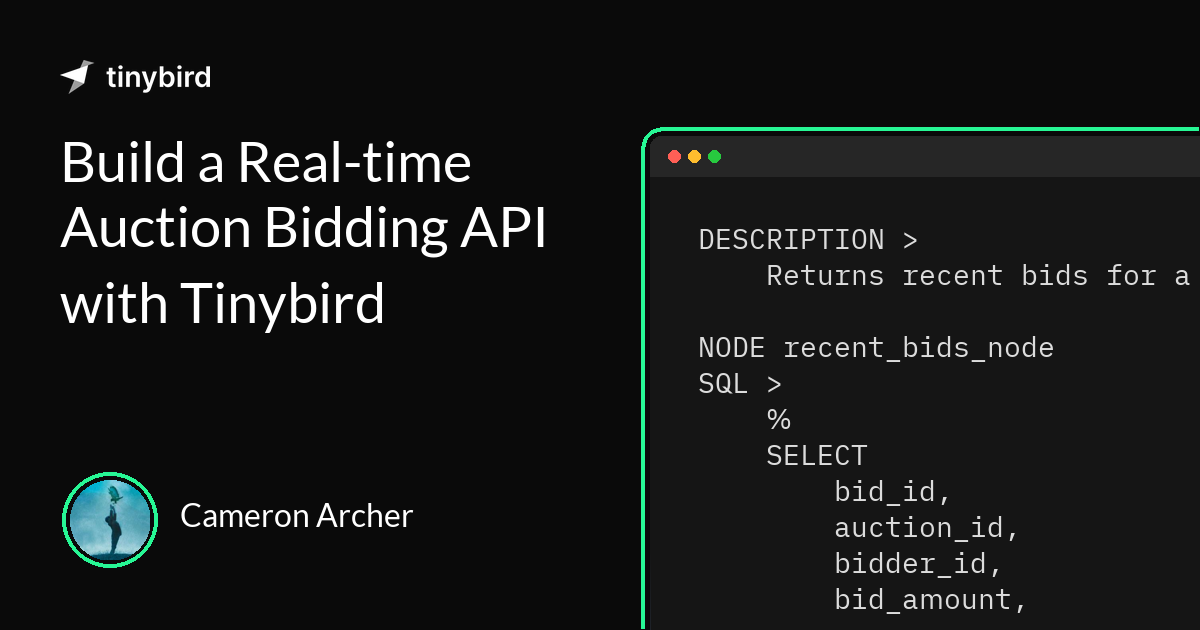 tinybird
Build a Real-time
Auction Bidding API
with Tinybird
Cameron Archer
DESCRIPTION >
Returns recent bids for a
NODE recent_bids_node
SQL >
%
SELECT
bid_id,
auction_id,
bidder_id,
bid_amount,